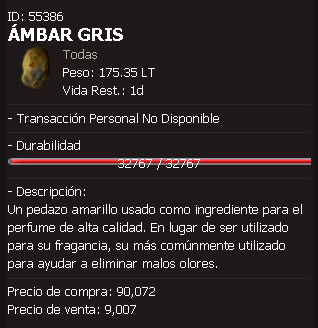 ID: 55386
ÁMBAR GRIS
Todas
Peso: 175.35 LT
Vida Rest.: 1d
- Transacción Personal No Disponible
- Durabilidad
32767 / 32767
- Descripción:
Un pedazo amarillo usado como ingrediente para el
perfume de alta calidad. En lugar de ser utilizado
para su fragancia, su más comúnmente utilizado
para ayudar a eliminar malos olores.
Precio de compra: 90,072
Precio de venta: 9,007